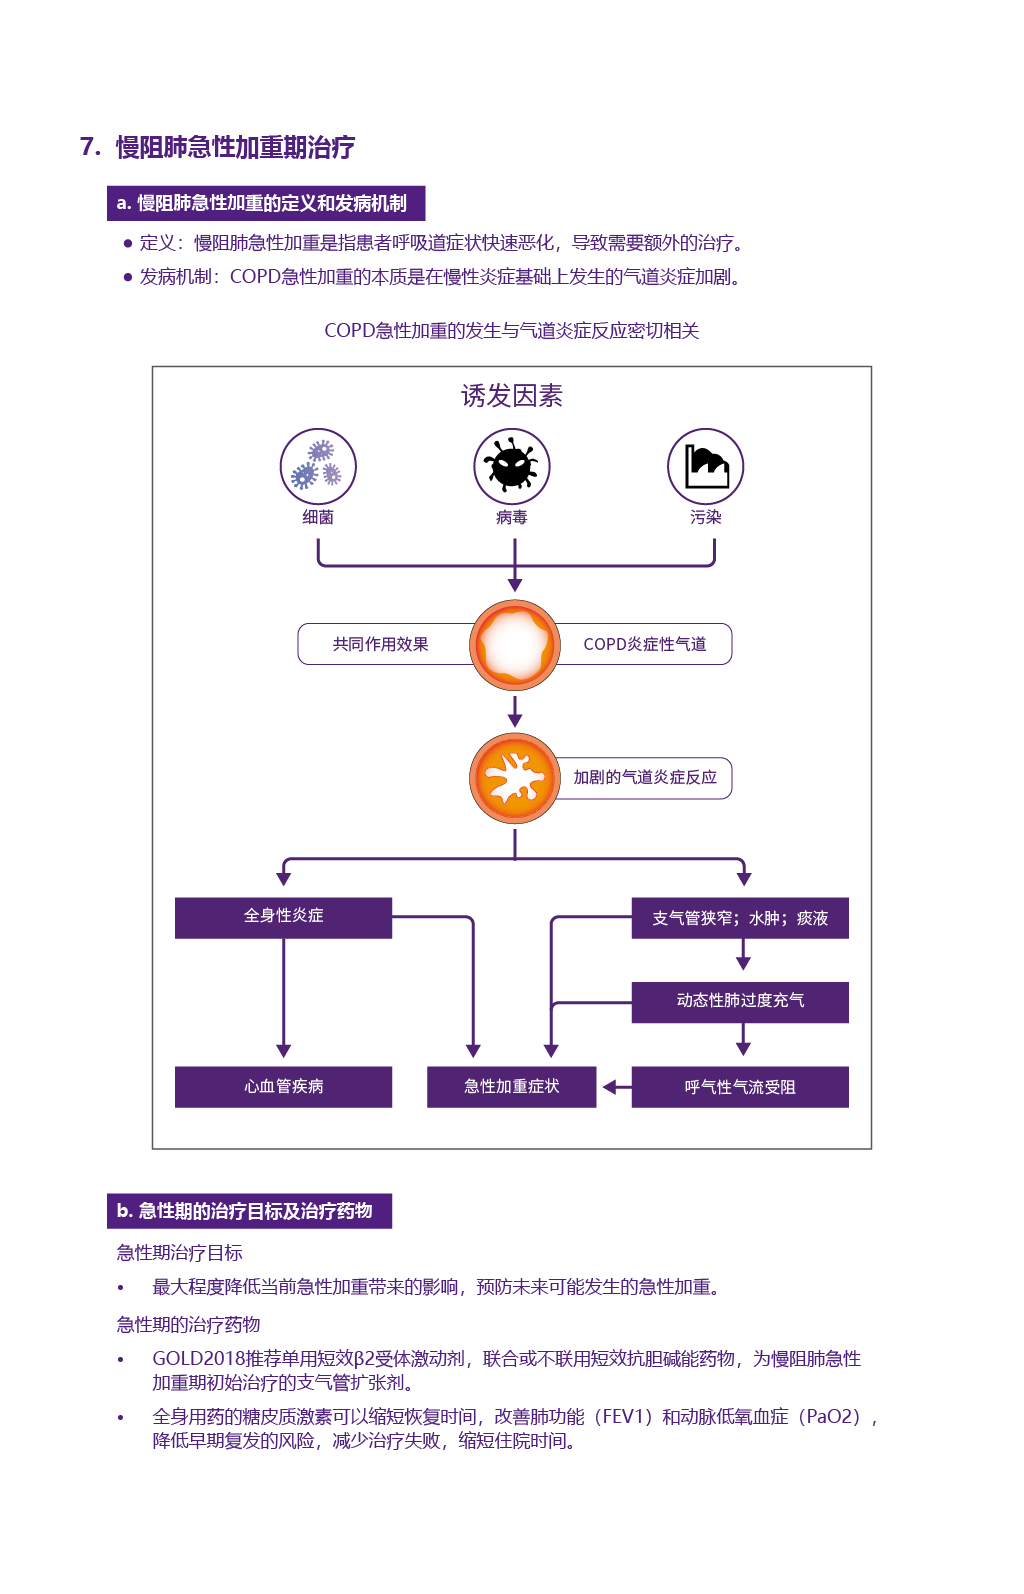 7. 慢阻肺急性加重期治疗
a. 慢阻肺急性加重的定义和发病机制
● 定义：慢阻肺急性加重是指患者呼吸道症状快速恶化，导致需要额外的治疗。
● 发病机制：COPD急性加重的本质是在慢性炎症基础上发生的气道炎症加剧。
COPD急性加重的发生与气道炎症反应密切相关
诱发因素
细菌
病毒
污染
共同作用效果
COPD炎症性气道
加剧的气道炎症反应
全身性炎症
支气管狭窄；水肿；痰液
动态性肺过度充气
心血管疾病
急性加重症状
呼气性气流受阻
b. 急性期的治疗目标及治疗药物
急性期治疗目标
• 最大程度降低当前急性加重带来的影响，预防未来可能发生的急性加重。
急性期的治疗药物
• GOLD2018推荐单用短效β2受体激动剂，联合或不联用短效抗胆碱能药物，为慢阻肺急性
加重期初始治疗的支气管扩张剂。
• 全身用药的糖皮质激素可以缩短恢复时间，改善肺功能（FEV1）和动脉低氧血症（PaO2），
降低早期复发的风险，减少治疗失败，缩短住院时间。